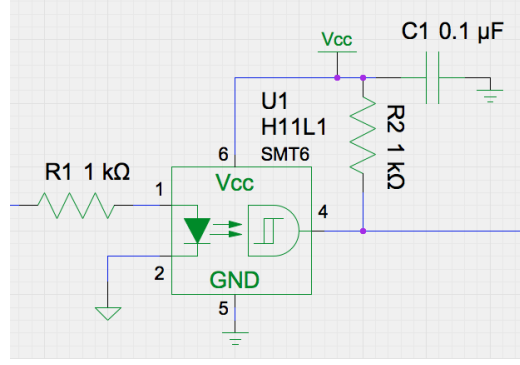 Vcc
C1 0.1 µF
U1
H11L1
SMT6
R2 1 kΩ
R1 1 kΩ
6
1
Vcc
4
2
GND
5